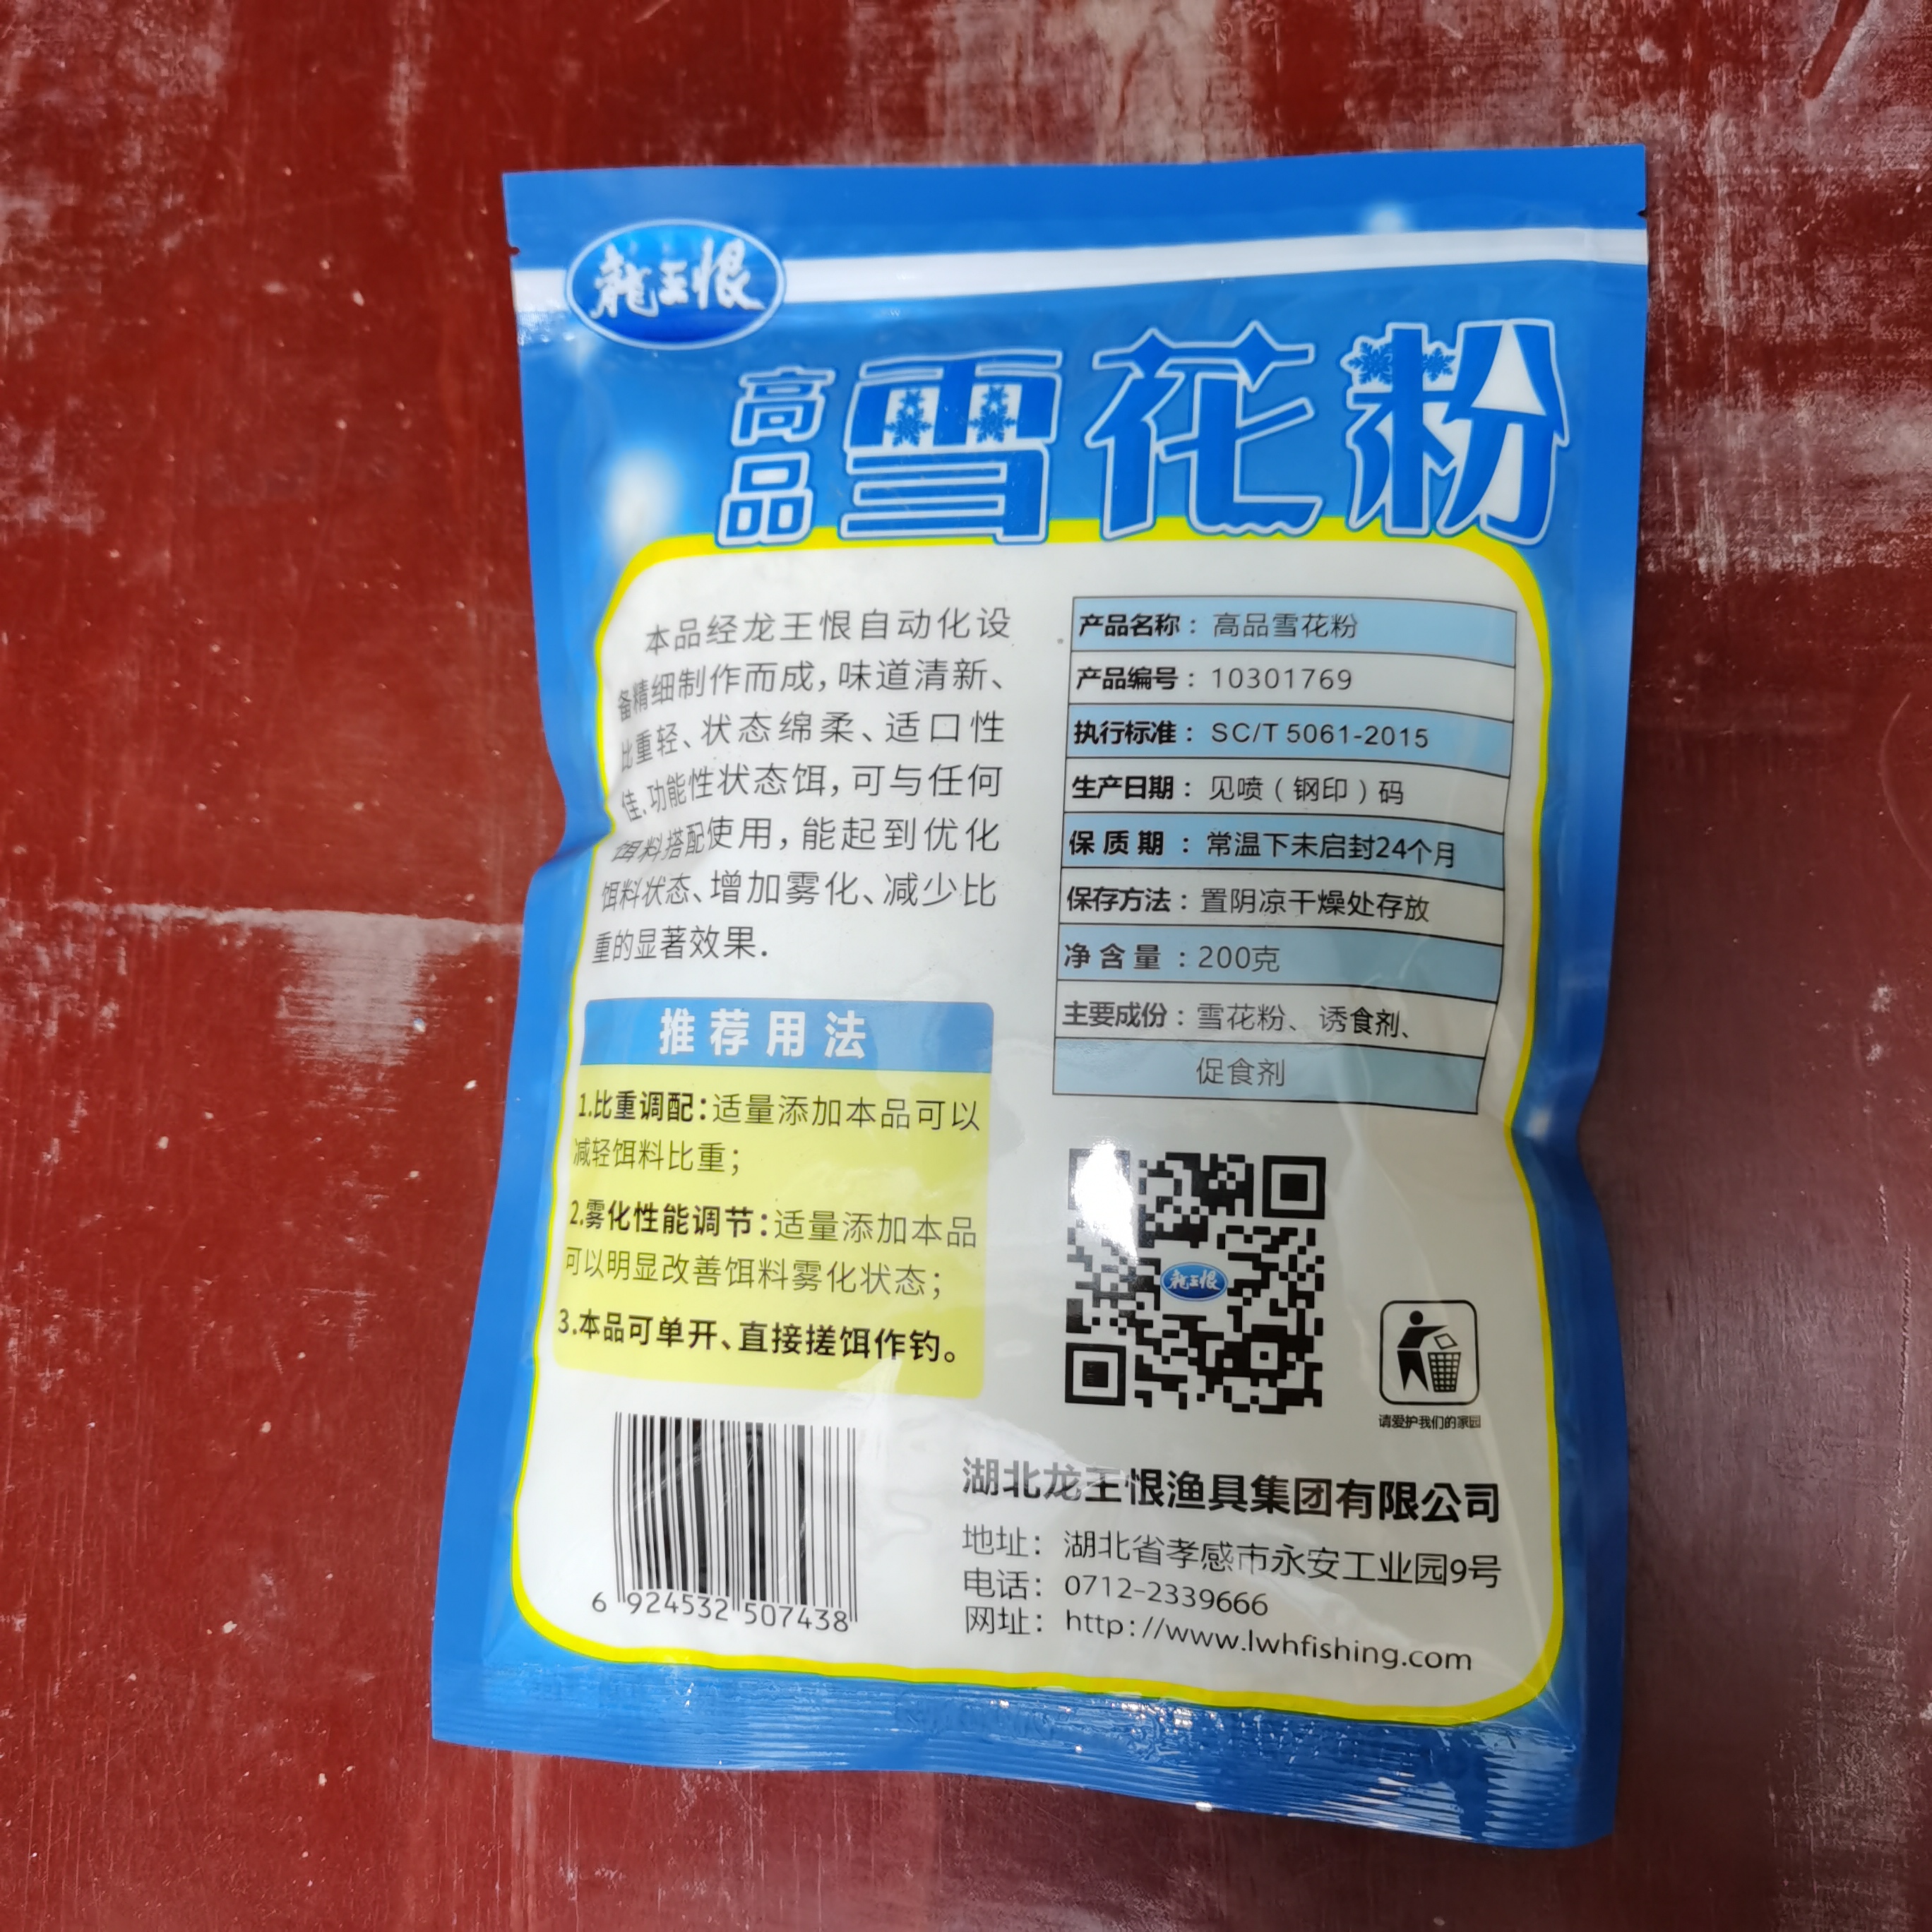 龍王恨
高品
雪花粉
本品经龙王恨自动化设
备精细制作而成,味道清新、
比重轻、状态绵柔、适口性
佳、功能性状态饵,可与任何
饵料搭配使用,能起到优化
饵料状态、增加雾化、减少比
重的显著效果.
推荐用法
1.比重调配:适量添加本品可以
减轻饵料比重;
2.雾化性能调节:适量添加本品
可以明显改善饵料雾化状态;
3.本品可单开、直接搓饵作钓。
6 924532 507438
产品名称:高品雪花粉
产品编号:10301769
执行标准:SC/T 5061-2015
生产日期:见喷(钢印)码
保质期:常温下未启封24个月
保存方法:置阴凉干燥处存放
净含量:200克
主要成份:雪花粉、诱食剂、
促食剂
龍王恨
请爱护我们的家园
湖北龙王恨渔具集团有限公司
地址:湖北省孝感市永安工业园9号
电话:0712-2339666
网址:http://www.lwhfishing.com